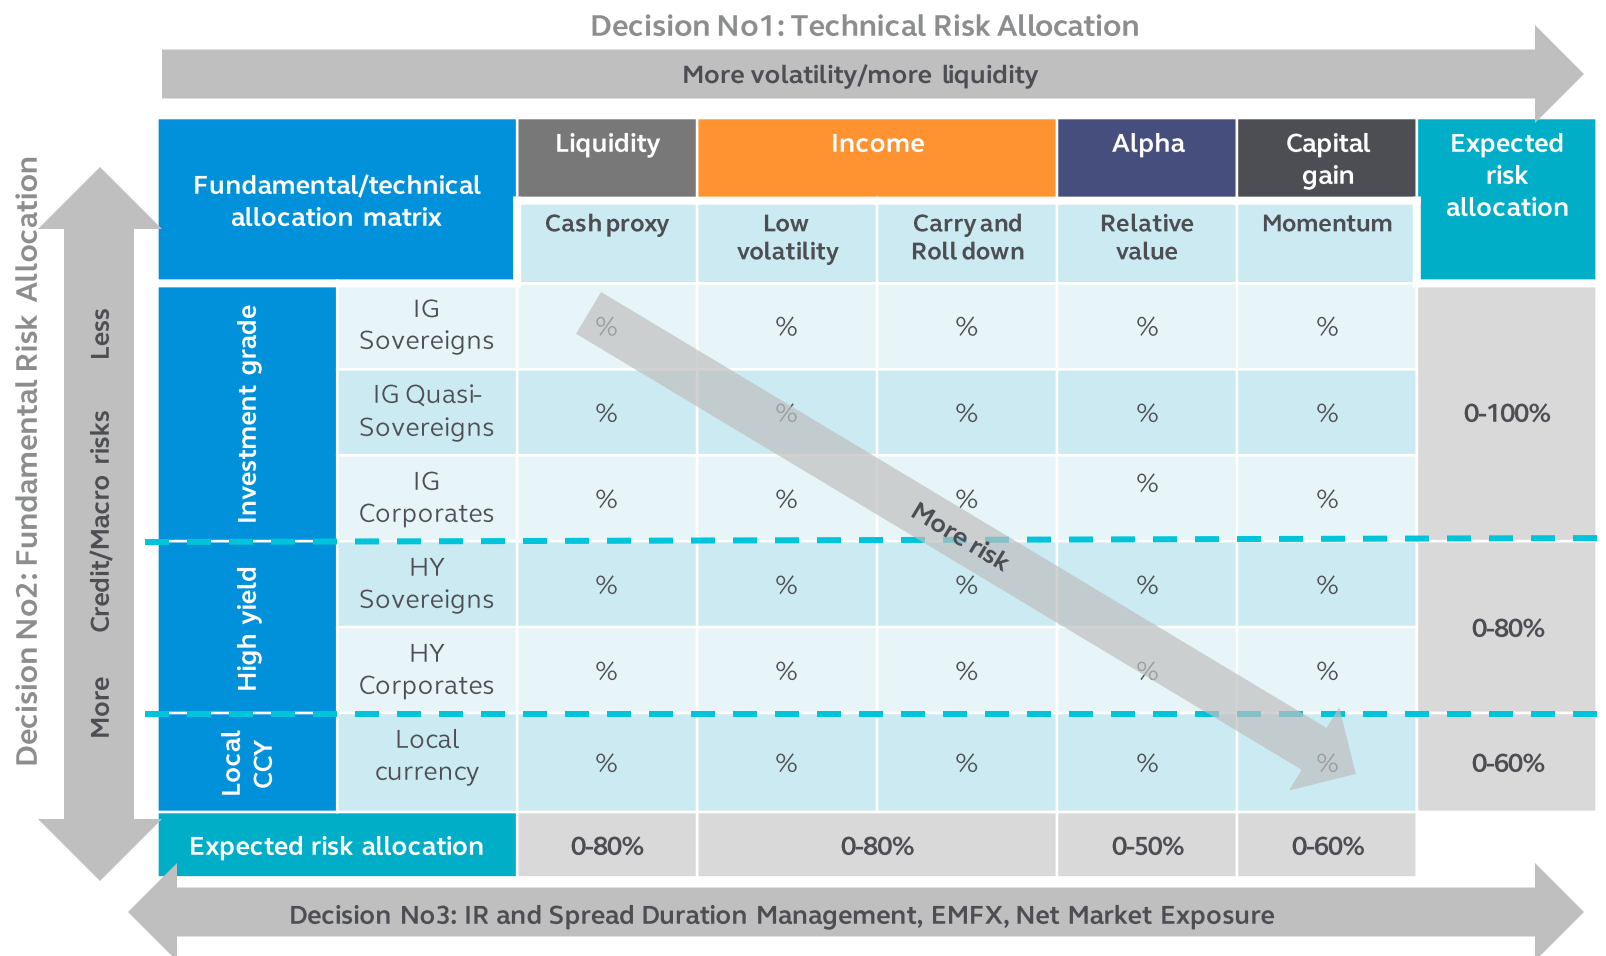 Decision No1: Technical Risk Allocation
More volatility/more liquidity
Decision No2: Fundamental Risk Allocation
More Credit/Macro risks Less
Fundamental/technical
allocation matrix
Liquidity
Income
Alpha
Capital
gain
Expected
risk
allocation
Cash proxy
Low
volatility
Carry and
Roll down
Relative
value
Momentum
Investment grade
IG
Sovereigns
% % % % %
IG Quasi-
Sovereigns
% % % % %
0-100%
IG
Corporates
% % % % %
More risk
High yield
HY
Sovereigns
% % % % %
0-80%
HY
Corporates
% % % % %
Local
CCY
Local
currency
% % % % %
0-60%
Expected risk allocation
0-80% 0-80% 0-50% 0-60%
Decision No3: IR and Spread Duration Management, EMFX, Net Market Exposure